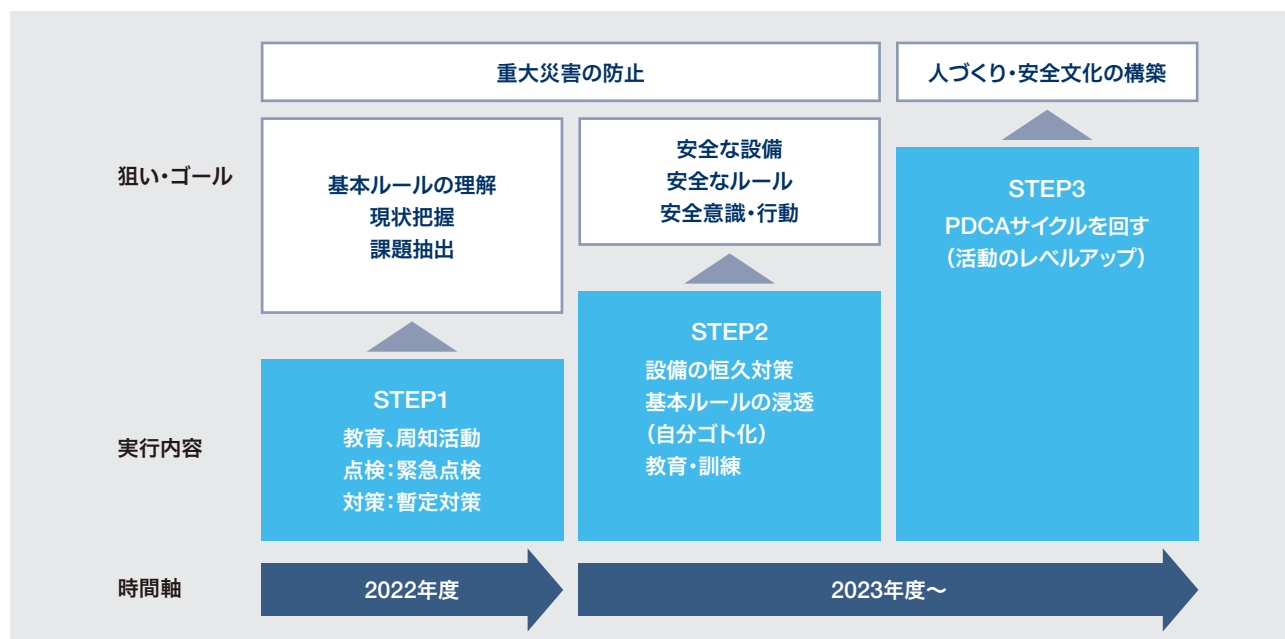 重大災害の防止
人づくり・安全文化の構築
狙い・ゴール
基本ルールの理解
現状把握
課題抽出
安全な設備
安全なルール
安全意識・行動
STEP3
PDCAサイクルを回す
（活動のレベルアップ）
実行内容
STEP1
教育、周知活動
点検：緊急点検
対策：暫定対策
STEP2
設備の恒久対策
基本ルールの浸透
（自分ゴト化）
教育・訓練
時間軸
2022年度
2023年度～